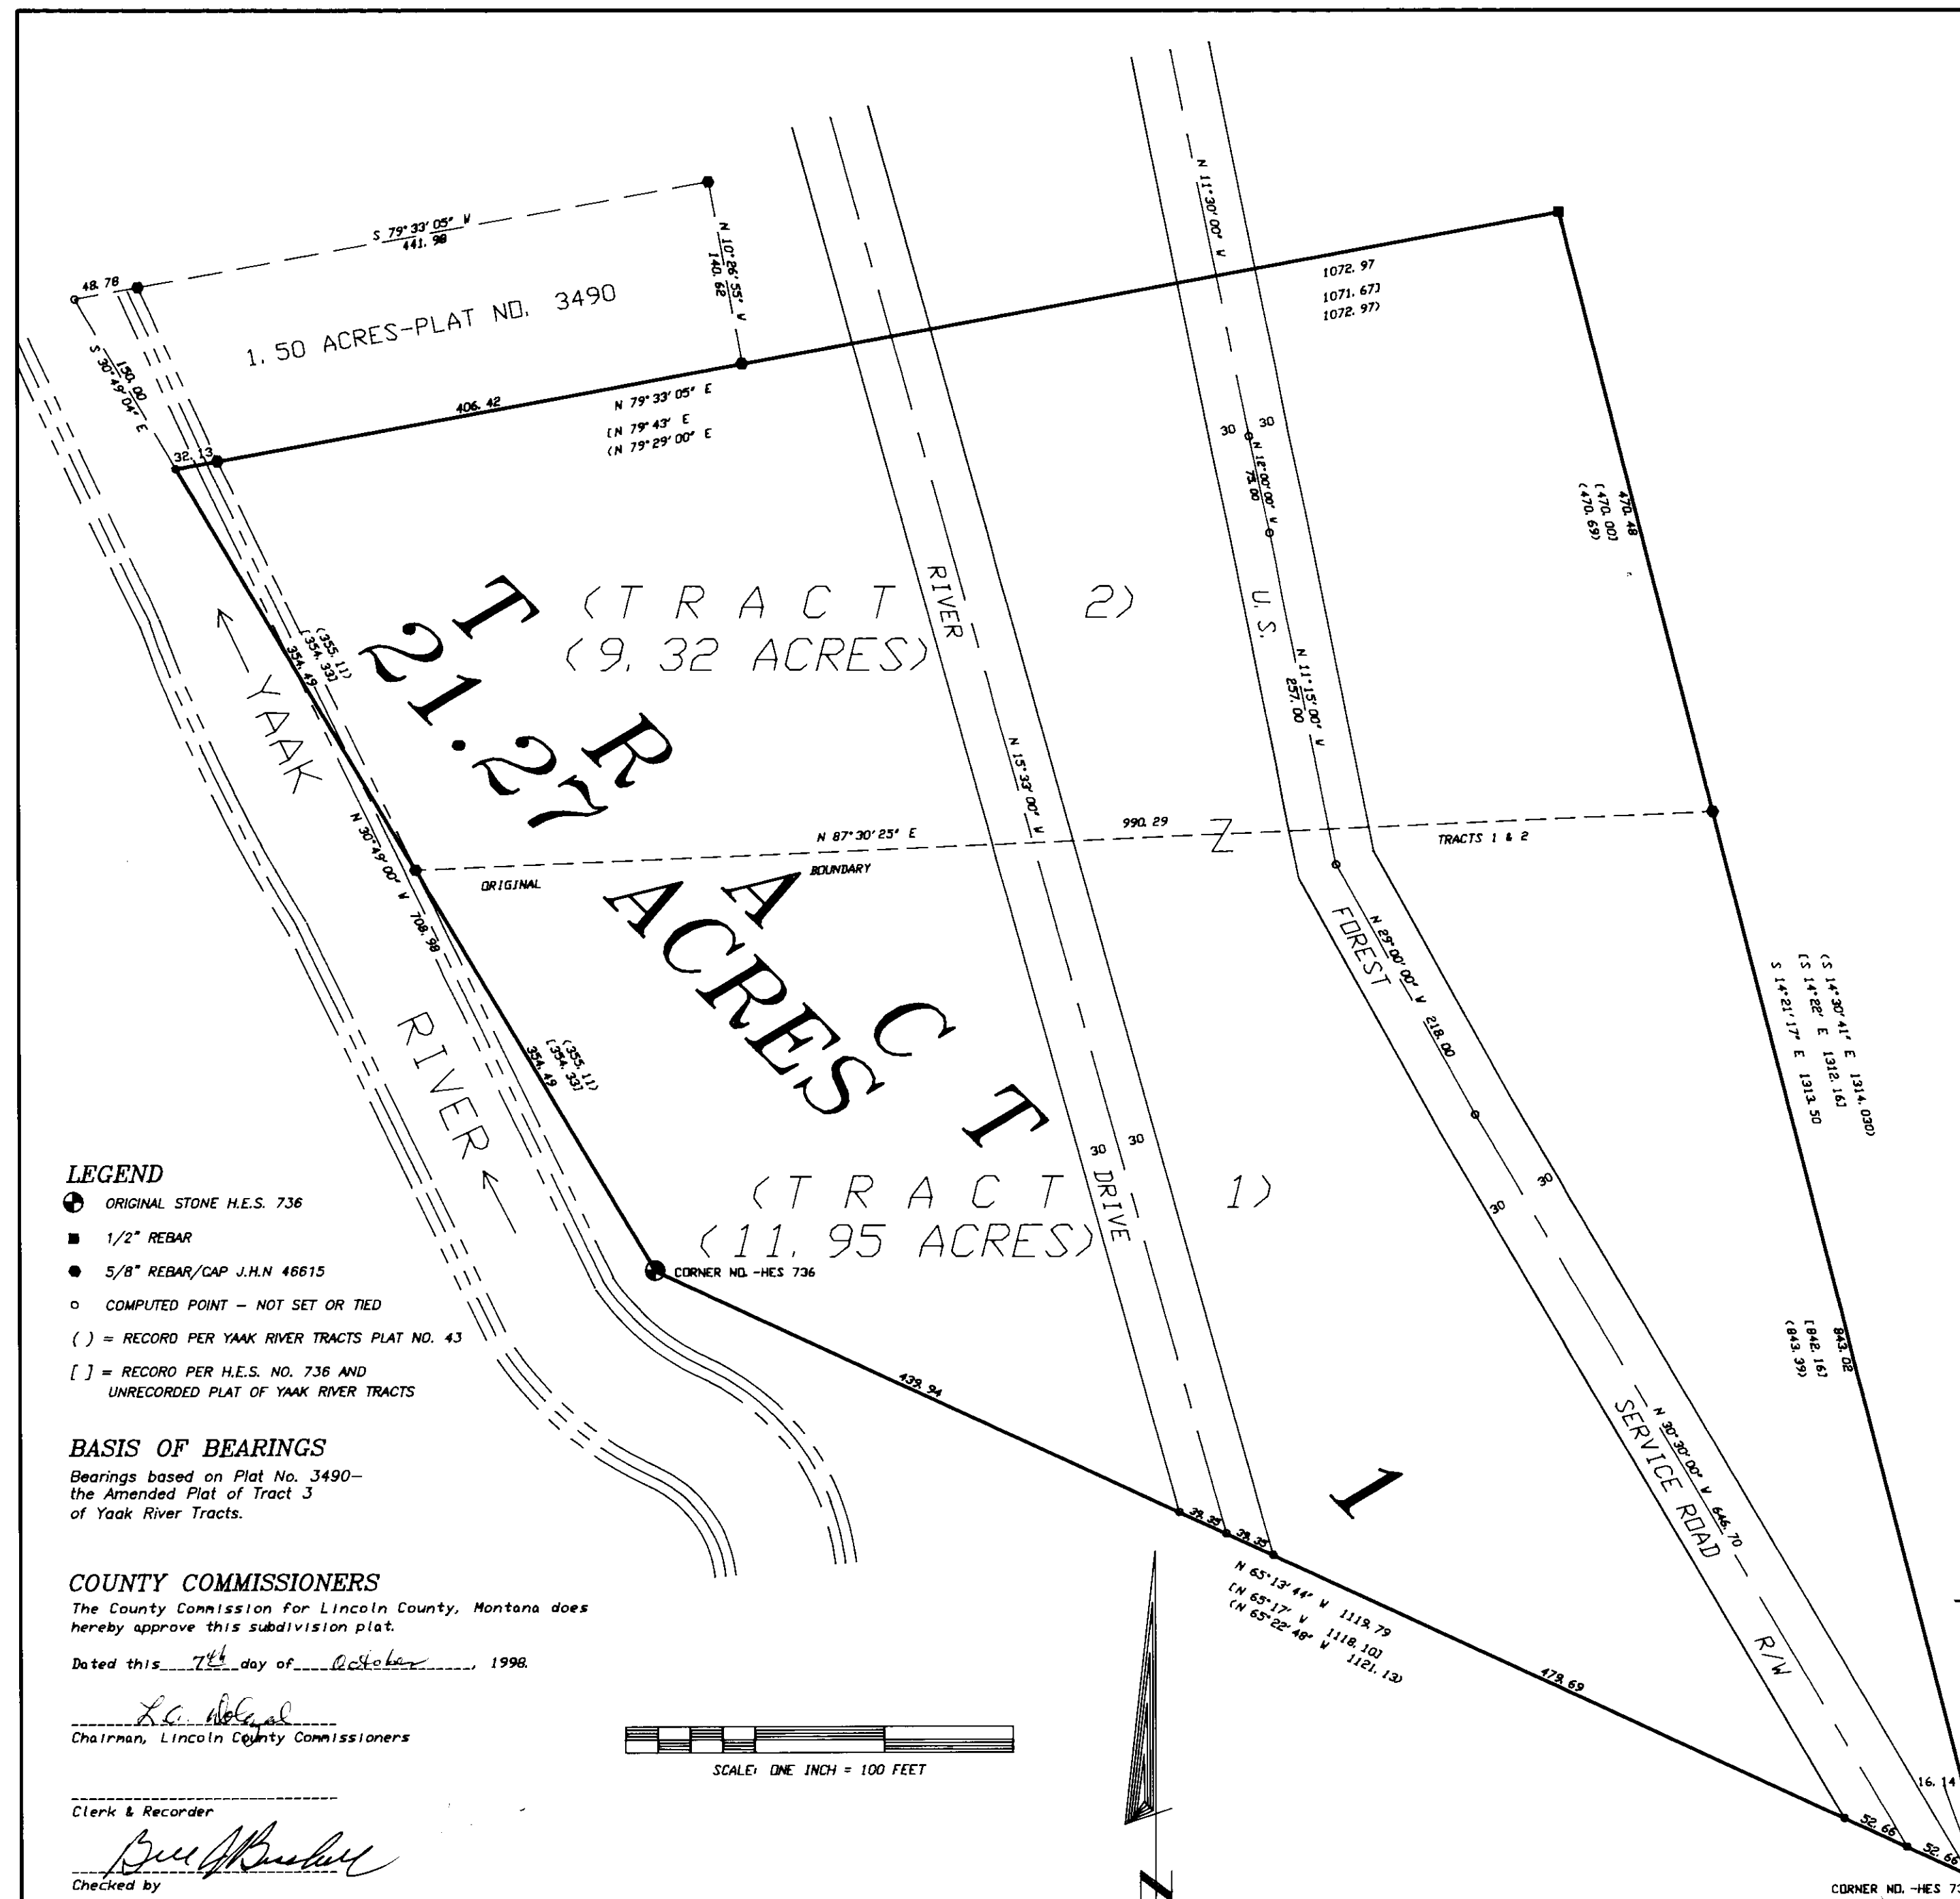 S 79°33'05" W
441.98
48.78
N 10°26'55" W
140.62
1.50 ACRES-PLAT NO. 3490
150.00
S 30°49'04" E
32.13
406.42
N 79°33'05" E
[N 79°43' E
(N 79°29'00" E
N 11°30'00" W
1072.97
1071.67]
1072.97)
30
30
N 12°00'00" W
73.00
470.48
[470.00]
(470.69)
(TRACT 2)
(9.32 ACRES)
RIVER
U.S.
N 11°15'00" W
257.00
(355.11)
[354.33]
354.49
YAAK
TRACT
1
21.27
ACRES
N 15°33'00" W
N 87°30'25" E
990.29
Z
ORIGINAL
BOUNDARY
TRACTS 1 & 2
N 30°49'00" W 708.98
FOREST
N 29°00'00" W 218.00
(S 14°30'41" E 1314.030)
[S 14°22' E 1312.16]
S 14°21'17" E 1313.50
RIVER
(355.11)
[354.33]
354.49
30
30
DRIVE
30
30
(TRACT 1)
(11.95 ACRES)
CORNER NO. -HES 736
LEGEND
ORIGINAL STONE H.E.S. 736
1/2" REBAR
5/8" REBAR/CAP J.H.N 46615
COMPUTED POINT – NOT SET OR TIED
( ) = RECORD PER YAAK RIVER TRACTS PLAT NO. 43
[ ] = RECORD PER H.E.S. NO. 736 AND
UNRECORDED PLAT OF YAAK RIVER TRACTS
843.02
[842.16]
(843.39)
439.94
SERVICE ROAD
N 30°30'00" W 646.70
R/W
BASIS OF BEARINGS
Bearings based on Plat No. 3490–
the Amended Plat of Tract 3
of Yaak River Tracts.
39.35
39.35
N 65°13'44" W 1119.79
[N 65°17' W 1118.10]
(N 65°22'48" W 1121.13)
479.69
COUNTY COMMISSIONERS
The County Commission for Lincoln County, Montana does
hereby approve this subdivision plat.
Dated this 7th day of October, 1998.
Chairman, Lincoln County Commissioners
SCALE: ONE INCH = 100 FEET
Clerk & Recorder
Checked by
16.14
52.66
52.66
N
CORNER NO. -HES 73